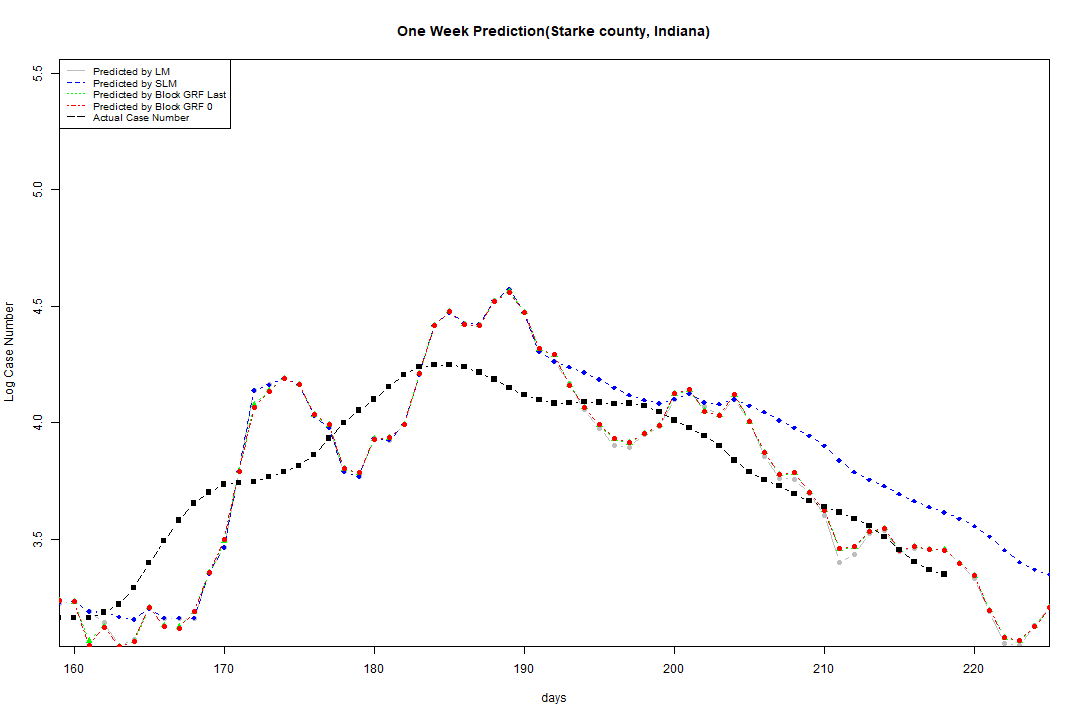 One Week Prediction(Starke county, Indiana)
Predicted by LM
Predicted by SLM
Predicted by Block GRF Last
Predicted by Block GRF 0
Actual Case Number
5.5
5.0
4.5
4.0
3.5
Log Case Number
160 170 180 190 200 210 220
days